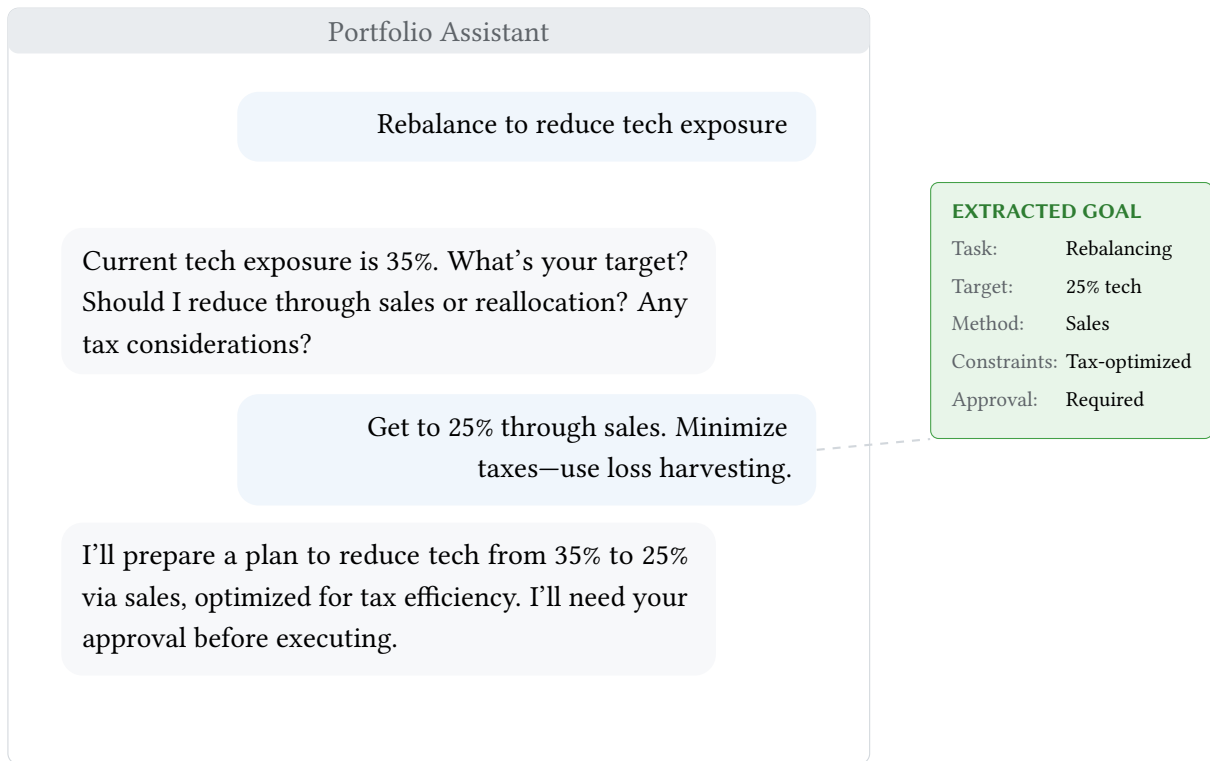 Portfolio Assistant
Rebalance to reduce tech exposure
Current tech exposure is 35%. What’s your target?
Should I reduce through sales or reallocation? Any
tax considerations?
Get to 25% through sales. Minimize
taxes—use loss harvesting.
I’ll prepare a plan to reduce tech from 35% to 25%
via sales, optimized for tax efficiency. I’ll need your
approval before executing.
EXTRACTED GOAL
Task: Rebalancing
Target: 25% tech
Method: Sales
Constraints: Tax-optimized
Approval: Required